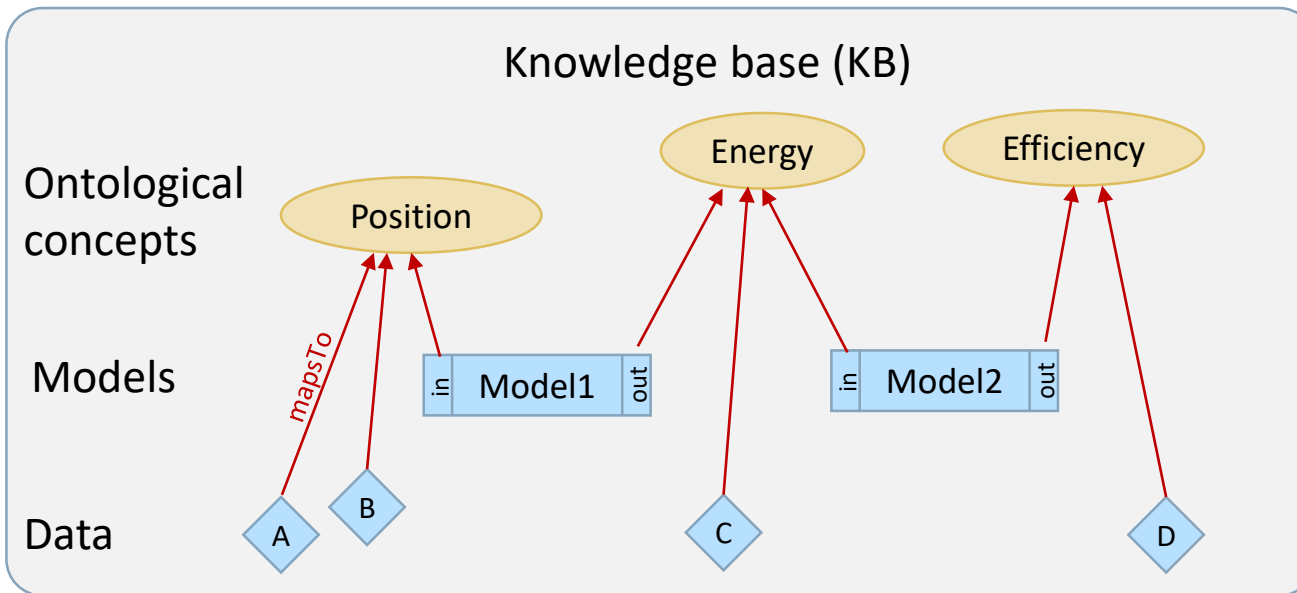 Knowledge base (KB)
Ontological
concepts
Position
Energy
Efficiency
mapsTo
Models
in
Model1
out
in
Model2
out
Data
A
B
C
D